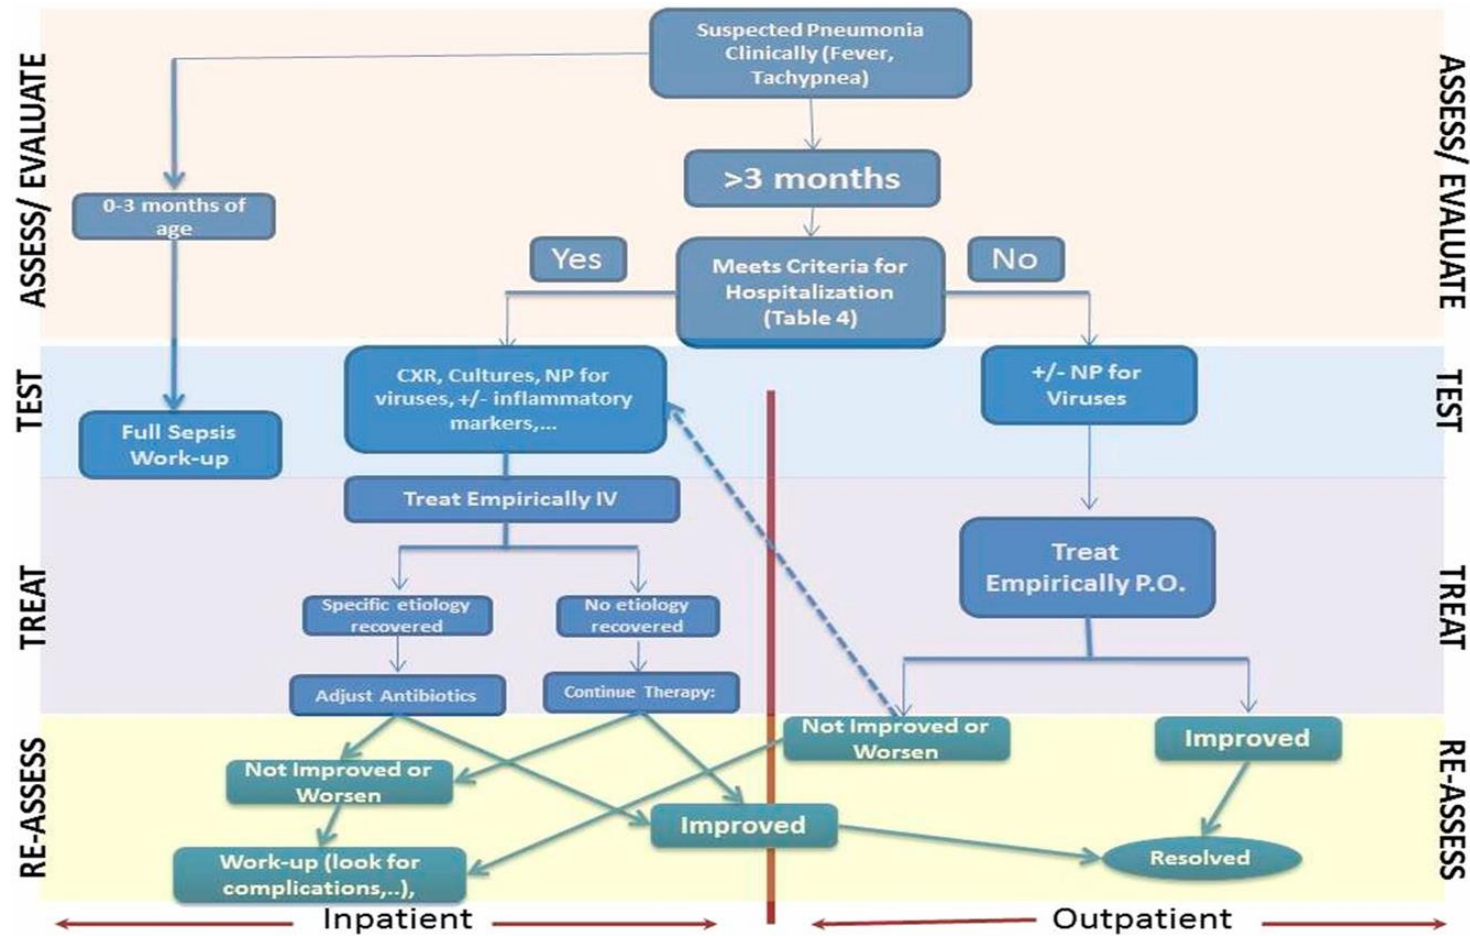 Suspected Pneumonia
Clinically (Fever,
Tachypnea)
ASSESS/ EVALUATE
ASSESS/ EVALUATE
>3 months
0-3 months of
age
Yes
No
Meets Criteria for
Hospitalization
(Table 4)
TEST
TEST
CXR, Cultures, NP for
viruses, +/- inflammatory
markers,...
+/- NP for
Viruses
Full Sepsis
Work-up
Treat Empirically IV
TREAT
TREAT
Treat
Empirically P.O.
Specific etiology
recovered
No etiology
recovered
Adjust Antibiotics
Continue Therapy:
RE-ASSESS
RE-ASSESS
Not Improved or
Worsen
Improved
Not Improved or
Worsen
Improved
Work-up (look for
complications,..),
Resolved
Inpatient
Outpatient